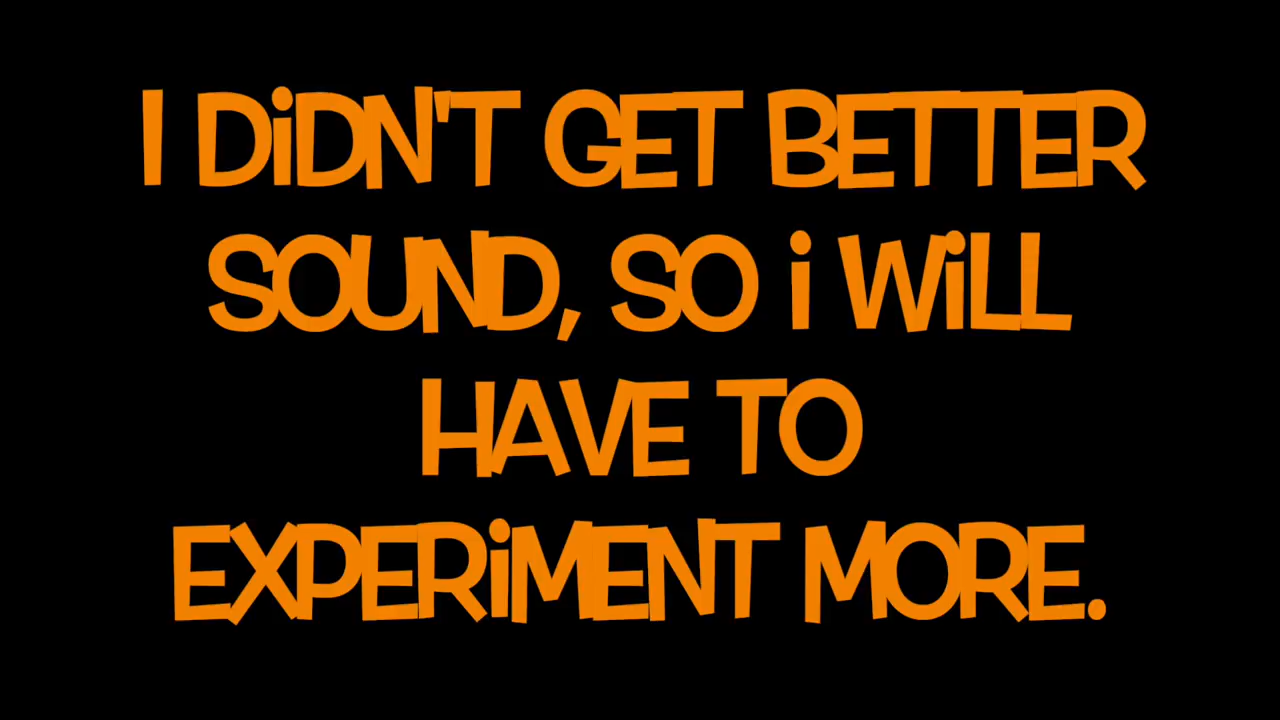 I DiDN'T GET BETTER
SOUND, SO i WiLL
HAVE TO
EXPERiMENT MORE.